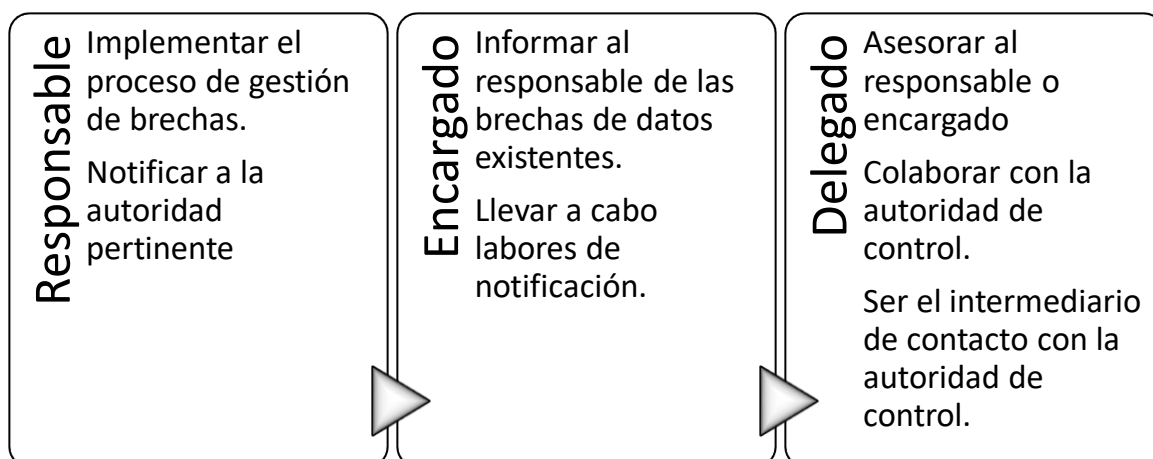 Responsable
Implementar el
proceso de gestión
de brechas.
Notificar a la
autoridad
pertinente
Encargado
Informar al
responsable de las
brechas de datos
existentes.
Llevar a cabo
labores de
notificación.
Delegado
Asesorar al
responsable o
encargado
Colaborar con la
autoridad de
control.
Ser el intermediario
de contacto con la
autoridad de
control.